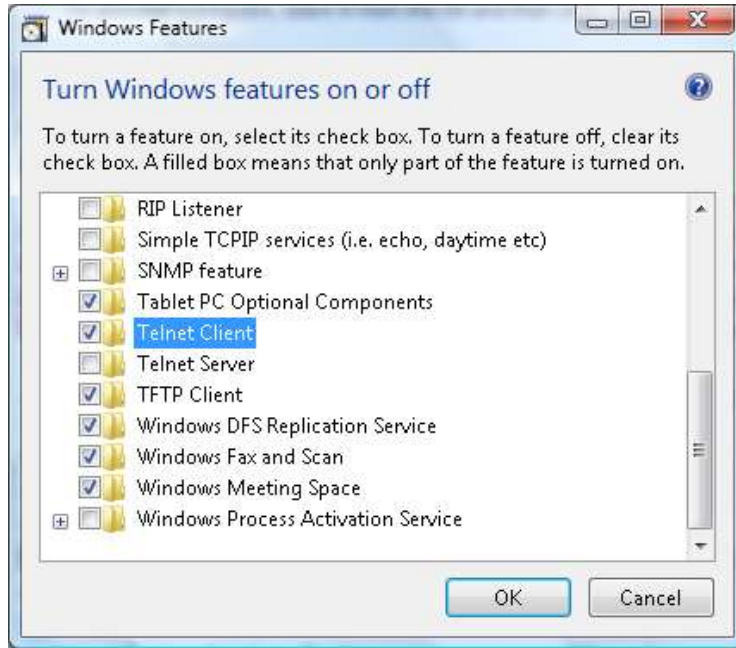 Windows Features
Turn Windows features on or off
To turn a feature on, select its check box. To turn a feature off, clear its
check box. A filled box means that only part of the feature is turned on.
RIP Listener
Simple TCPIP services (i.e. echo, daytime etc)
SNMP feature
Tablet PC Optional Components
Telnet Client
Telnet Server
TFTP Client
Windows DFS Replication Service
Windows Fax and Scan
Windows Meeting Space
Windows Process Activation Service
OK Cancel